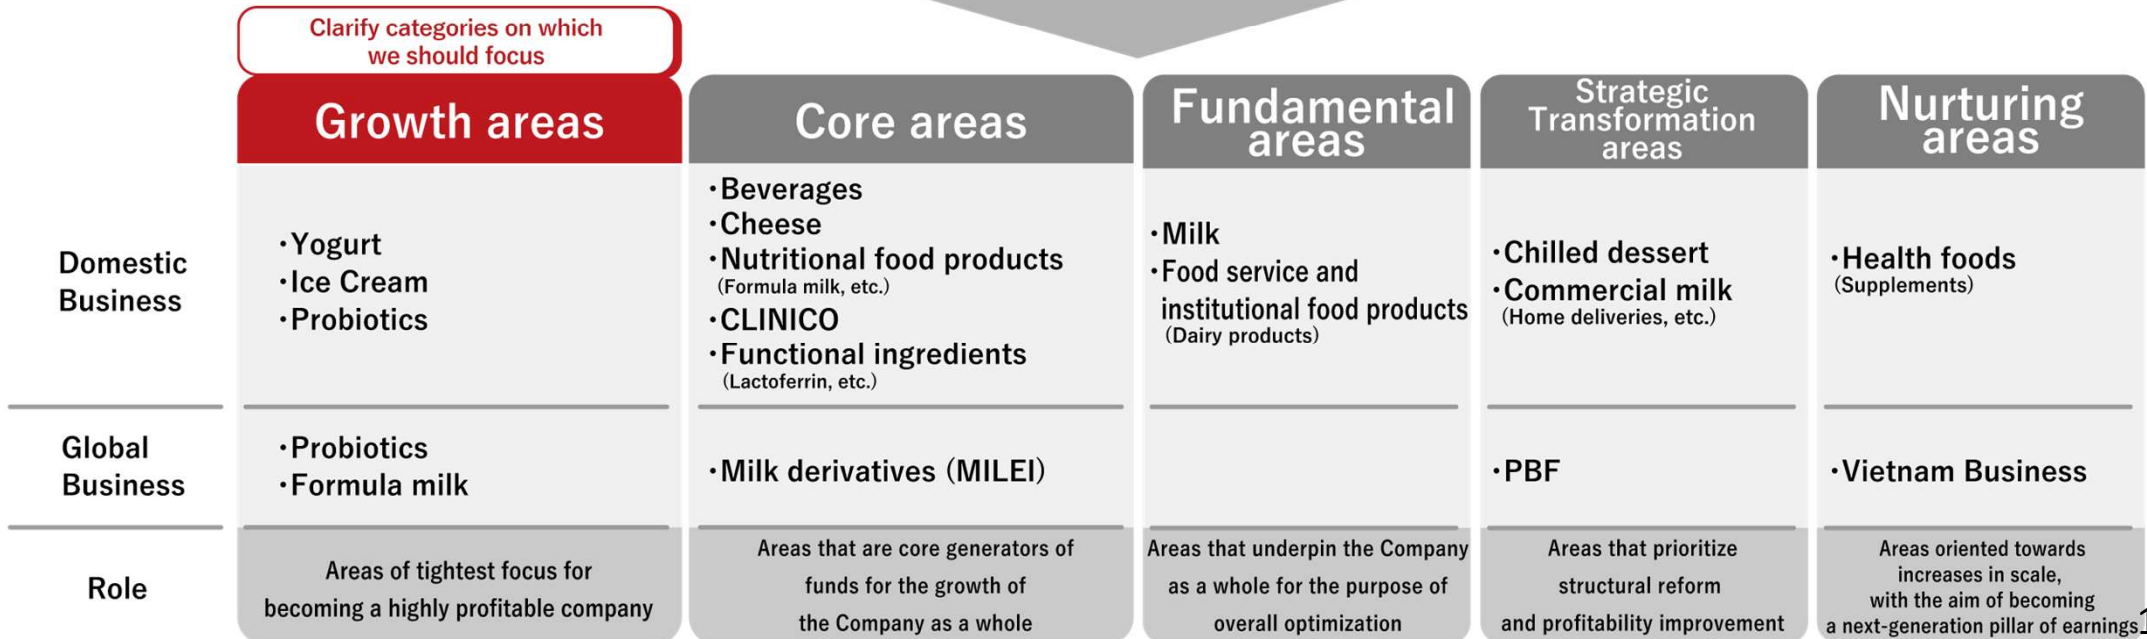 Clarify categories on which
we should focus
Growth areas
Core areas
Fundamental
areas
Strategic
Transformation
areas
Nurturing
areas
Domestic
Business
・Yogurt
・Ice Cream
・Probiotics
・Beverages
・Cheese
・Nutritional food products
(Formula milk, etc.)
・CLINICO
・Functional ingredients
(Lactoferrin, etc.)
・Milk
・Food service and
institutional food products
(Dairy products)
・Chilled dessert
・Commercial milk
(Home deliveries, etc.)
・Health foods
(Supplements)
Global
Business
・Probiotics
・Formula milk
・Milk derivatives (MILEI)
・PBF
・Vietnam Business
Role
Areas of tightest focus for
becoming a highly profitable company
Areas that are core generators of
funds for the growth of
the Company as a whole
Areas that underpin the Company
as a whole for the purpose of
overall optimization
Areas that prioritize
structural reform
and profitability improvement
Areas oriented towards
increases in scale,
with the aim of becoming
a next-generation pillar of earnings